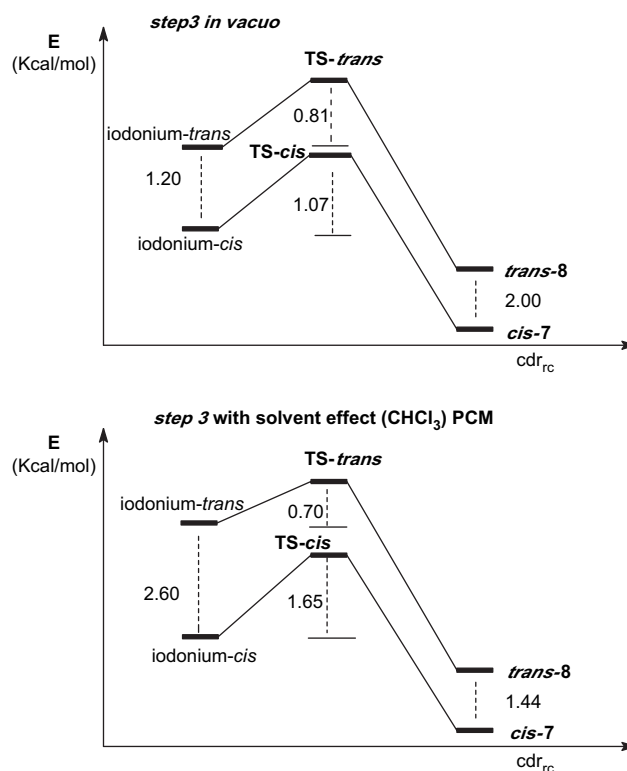 step3 in vacuo
E
(Kcal/mol)
TS-trans
0.81
iodonium-trans
TS-cis
1.20
1.07
iodonium-cis
trans-8
2.00
cis-7
cdrrc
step 3 with solvent effect (CHCl3) PCM
E
(Kcal/mol)
TS-trans
iodonium-trans
0.70
TS-cis
2.60
1.65
iodonium-cis
trans-8
1.44
cis-7
cdrrc